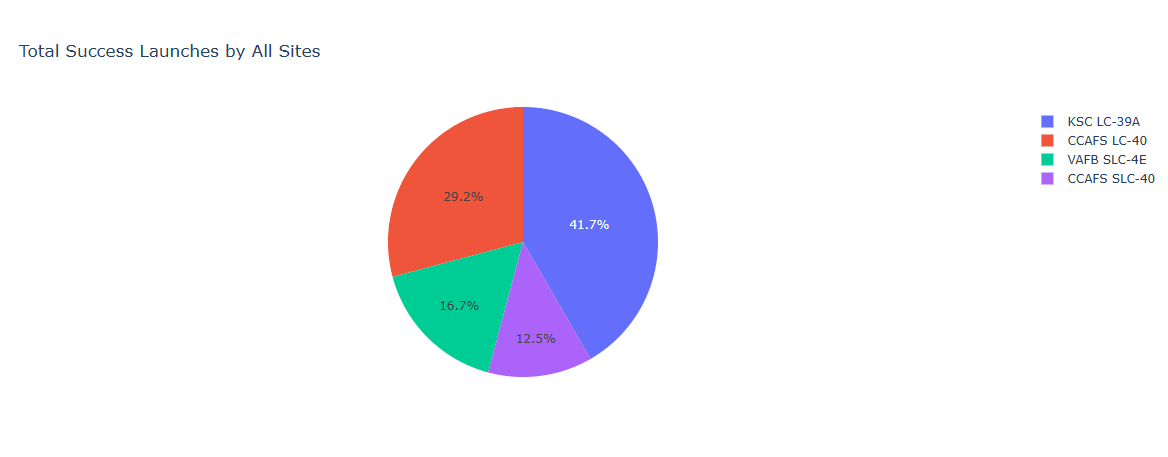 Total Success Launches by All Sites
KSC LC-39A
CCAFS LC-40
VAFB SLC-4E
CCAFS SLC-40
29.2%
41.7%
16.7%
12.5%